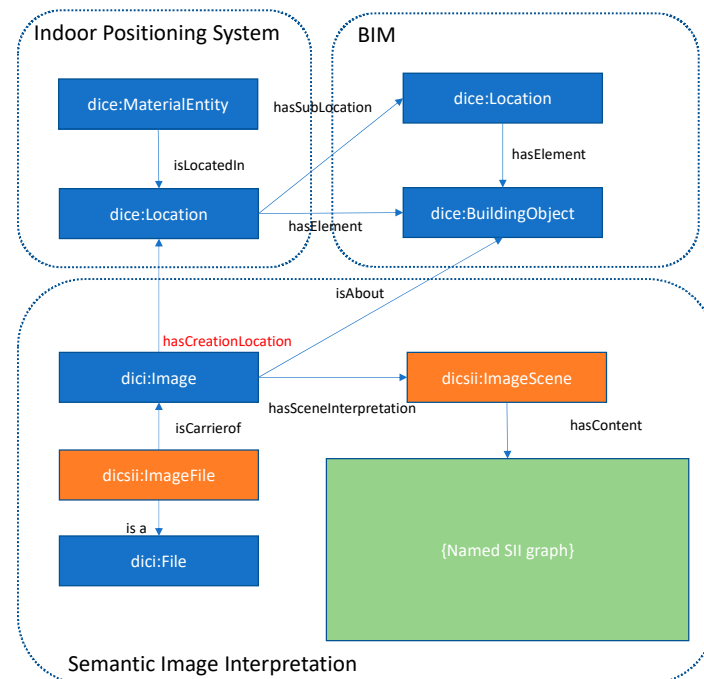 Indoor Positioning System
BIM
dice:MaterialEntity
dice:Location
hasSubLocation
isLocatedIn
hasElement
dice:Location
dice:BuildingObject
hasElement
isAbout
hasCreationLocation
dici:Image
dicsii:ImageScene
hasSceneInterpretation
isCarrierof
hasContent
dicsii:ImageFile
is a
{Named SII graph}
dici:File
Semantic Image Interpretation